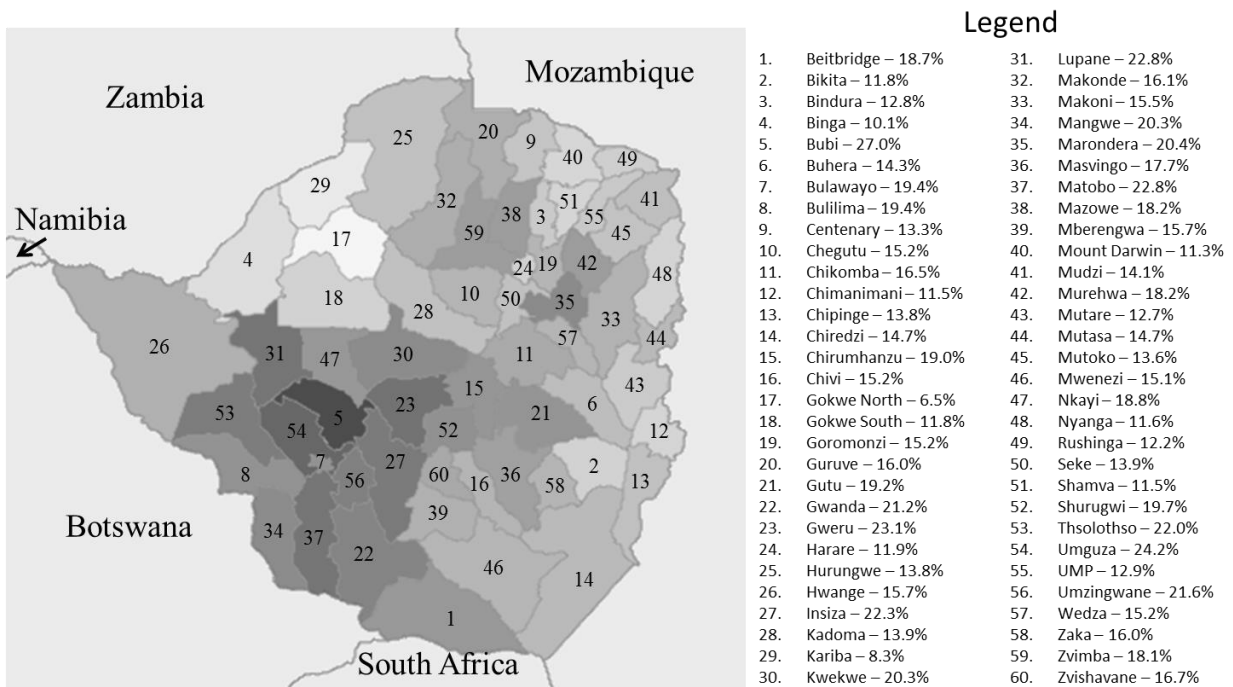 Legend
Zambia
Mozambique
Namibia
Botswana
South Africa
25
20
9
40
49
29
32
51
41
38
3
55
17
59
45
4
24
19
42
48
18
10
50
35
28
33
26
31
47
30
11
57
44
15
43
53
5
23
6
54
52
21
12
7
27
8
56
60
16
36
58
2
13
39
34
37
22
46
14
1
1. Beitbridge – 18.7%
2. Bikita – 11.8%
3. Bindura – 12.8%
4. Binga – 10.1%
5. Bubi – 27.0%
6. Buhera – 14.3%
7. Bulawayo – 19.4%
8. Bulilima – 19.4%
9. Centenary – 13.3%
10. Chegutu – 15.2%
11. Chikomba – 16.5%
12. Chimanimani – 11.5%
13. Chipinge – 13.8%
14. Chiredzi – 14.7%
15. Chirumhanzu – 19.0%
16. Chivi – 15.2%
17. Gokwe North – 6.5%
18. Gokwe South – 11.8%
19. Goromonzi – 15.2%
20. Guruve – 16.0%
21. Gutu – 19.2%
22. Gwanda – 21.2%
23. Gweru – 23.1%
24. Harare – 11.9%
25. Hurungwe – 13.8%
26. Hwange – 15.7%
27. Insiza – 22.3%
28. Kadoma – 13.9%
29. Kariba – 8.3%
30. Kwekwe – 20.3%
31. Lupane – 22.8%
32. Makonde – 16.1%
33. Makoni – 15.5%
34. Mangwe – 20.3%
35. Marondera – 20.4%
36. Masvingo – 17.7%
37. Matobo – 22.8%
38. Mazowe – 18.2%
39. Mberengwa – 15.7%
40. Mount Darwin – 11.3%
41. Mudzi – 14.1%
42. Murehwa – 18.2%
43. Mutare – 12.7%
44. Mutasa – 14.7%
45. Mutoko – 13.6%
46. Mwenezi – 15.1%
47. Nkayi – 18.8%
48. Nyanga – 11.6%
49. Rushinga – 12.2%
50. Seke – 13.9%
51. Shamva – 11.5%
52. Shurugwi – 19.7%
53. Thsolothso – 22.0%
54. Umguza – 24.2%
55. UMP – 12.9%
56. Umzingwane – 21.6%
57. Wedza – 15.2%
58. Zaka – 16.0%
59. Zvimba – 18.1%
60. Zvishavane – 16.7%